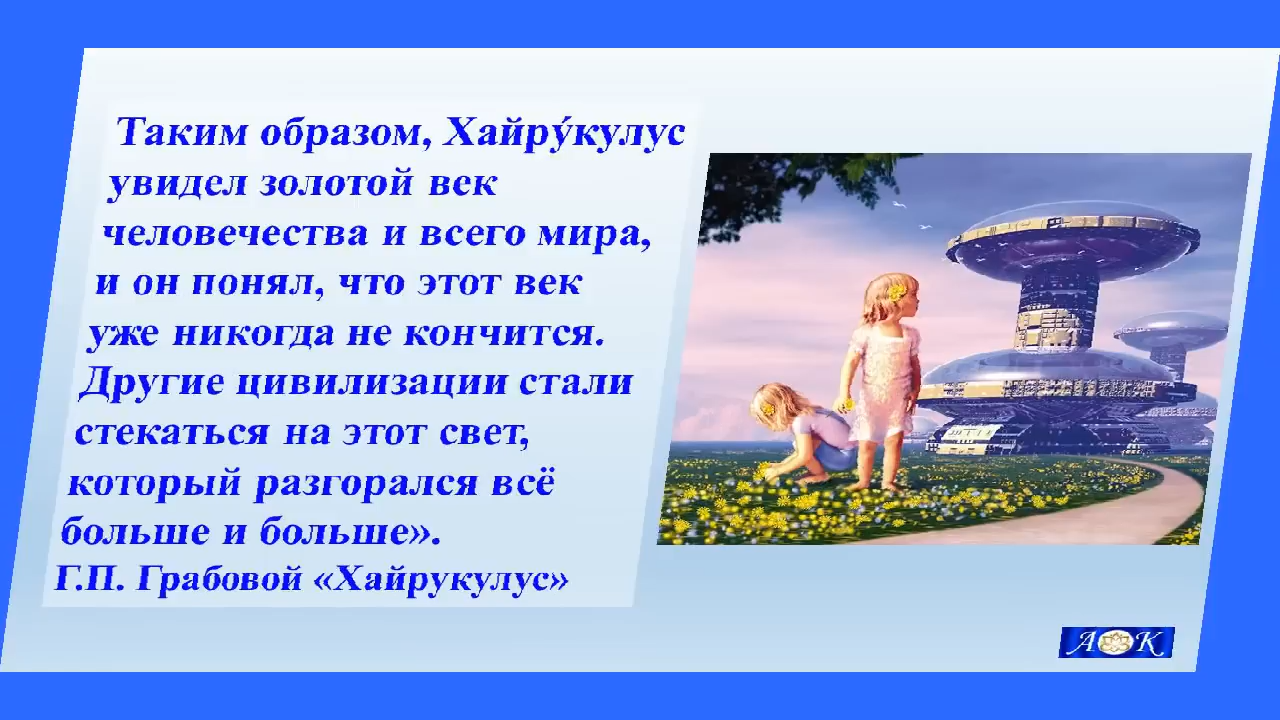 Таким образом, Хайру́кулус
увидел золотой век
человечества и всего мира,
и он понял, что этот век
уже никогда не кончится.
Другие цивилизации стали
стекаться на этот свет,
который разгорался всё
больше и больше».
Г.П. Грабовой «Хайрукулус»
А К